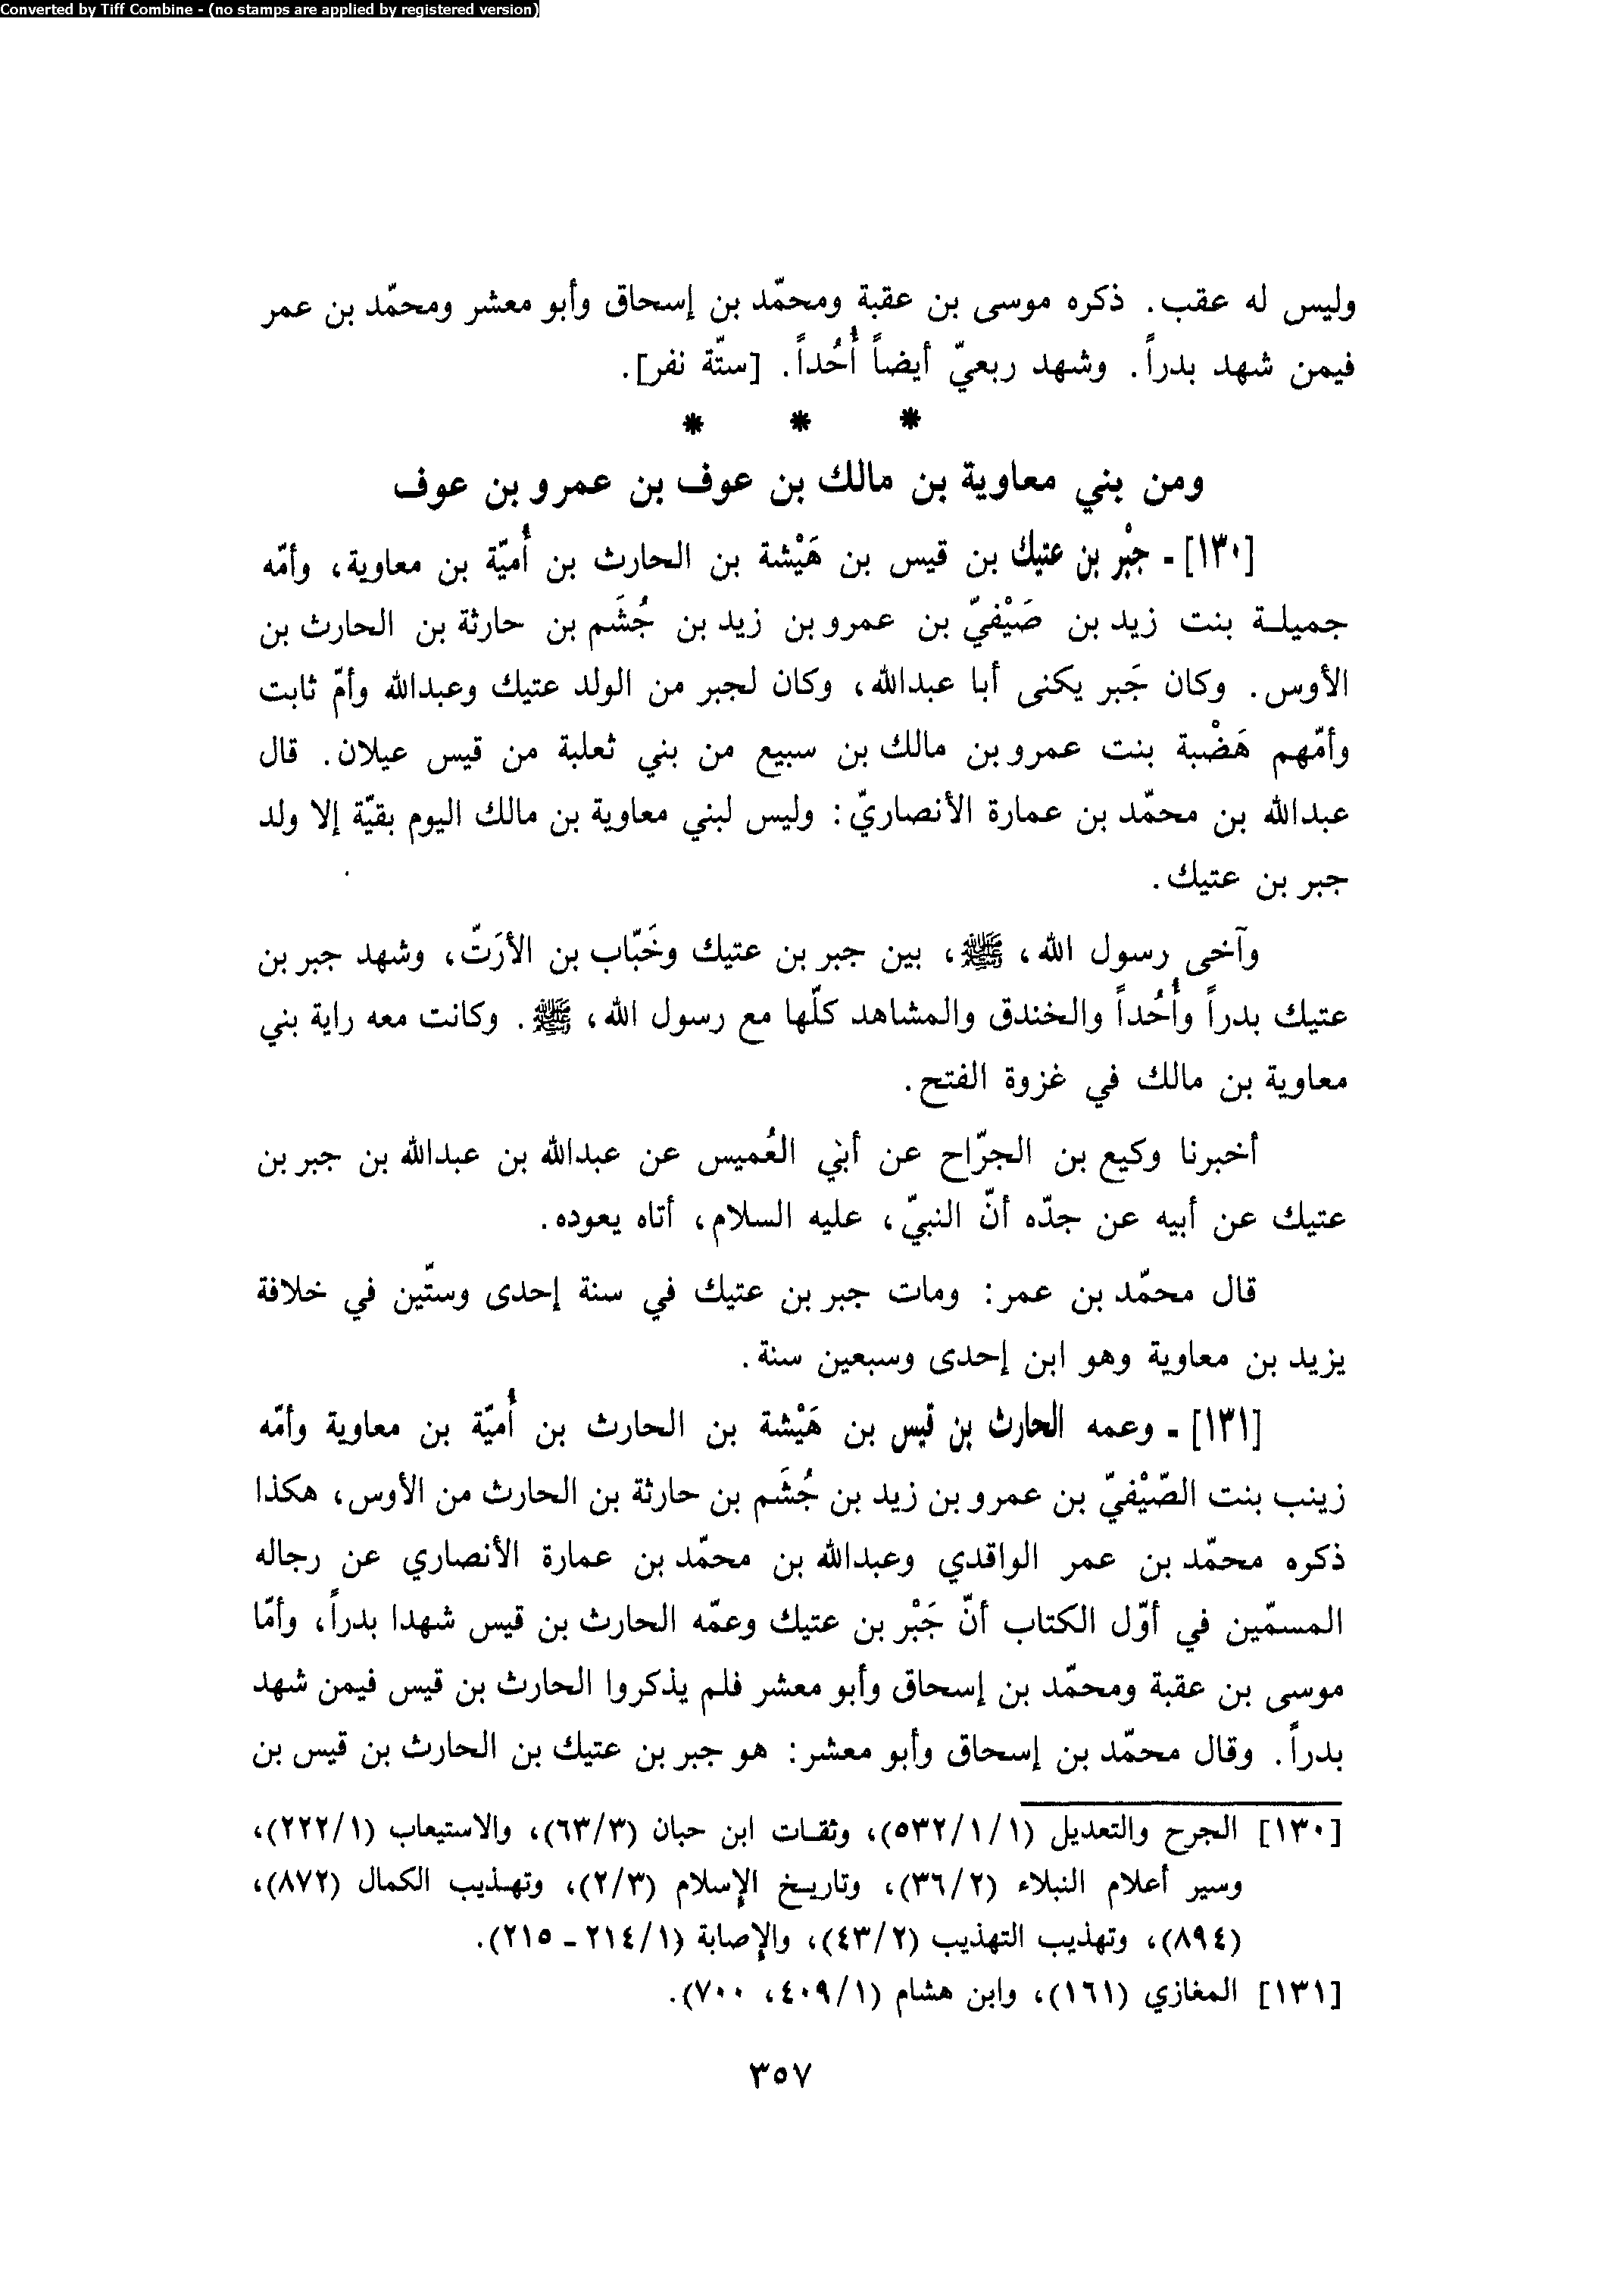 Converted by Tiff Combine - (no stamps are applied by registered version)
وليس له عقب. ذكره موسى بن عقبة ومحمّد بن إسحاق وأبو معشر ومحمّد بن عمر
فيمن شهد بدراً. وشهد ربعيّ أيضاً أُحُداً. [ستّة نفر].
* * *
ومن بني معاوية بن مالك بن عوف بن عمرو بن عوف
[١٣٠] - جبْر بن عتيك بن قيس بن هَيْشة بن الحارث بن أُميّة بن معاوية، وأمّه
جميلة بنت زيد بن صَيْفيّ بن عمرو بن زيد بن جُشَم بن حارثة بن الحارث بن
الأوس. وكان جَبر يكنى أبا عبدالله، وكان لجبر من الولد عتيك وعبدالله وأمّ ثابت
وأمّهم هَضْبة بنت عمرو بن مالك بن سبيع من بني ثعلبة من قيس عيلان. قال
عبدالله بن محمّد بن عمارة الأنصاريّ: وليس لبني معاوية بن مالك اليوم بقيّة إلا ولد
جبر بن عتيك.
وآخى رسول الله، ﷺ، بين جبر بن عتيك وخَبّاب بن الأرَتّ، وشهد جبر بن
عتيك بدراً وأُحُداً والخندق والمشاهد كلّها مع رسول الله، ﷺ. وكانت معه راية بني
معاوية بن مالك في غزوة الفتح.
أخبرنا وكيع بن الجرّاح عن أبي العُميس عن عبدالله بن عبدالله بن جبر بن
عتيك عن أبيه عن جدّه أنّ النبيّ، عليه السلام، أتاه يعوده.
قال محمّد بن عمر: ومات جبر بن عتيك في سنة إحدى وستّين في خلافة
يزيد بن معاوية وهو ابن إحدى وسبعين سنة.
[١٣١] - وعمه الحارث بن قيس بن هَيْشة بن الحارث بن أُميّة بن معاوية وأمّه
زينب بنت الصّيْفيّ بن عمرو بن زيد بن جُشَم بن حارثة بن الحارث من الأوس، هكذا
ذكره محمّد بن عمر الواقدي وعبدالله بن محمّد بن عمارة الأنصاري عن رجاله
المسمّين في أوّل الكتاب أنّ جَبْر بن عتيك وعمّه الحارث بن قيس شهدا بدراً، وأمّا
موسى بن عقبة ومحمّد بن إسحاق وأبو معشر فلم يذكروا الحارث بن قيس فيمن شهد
بدراً. وقال محمّد بن إسحاق وأبو معشر: هو جبر بن عتيك بن الحارث بن قيس بن
[١٣٠] الجرح والتعديل (٥٣٢/١/١)، وثقات ابن حبان (٦٣/٣)، والاستيعاب (٢٢٢/١)،
وسير أعلام النبلاء (٣٦/٢)، وتاريخ الإسلام (٢/٣)، وتهذيب الكمال (٨٧٢)،
(٨٩٤)، وتهذيب التهذيب (٤٣/٢)، والإصابة (٢١٤/١ - ٢١٥).
[١٣١] المغازي (١٦١)، وابن هشام (٤٠٩/١، ٧٠٠).
٣٥٧